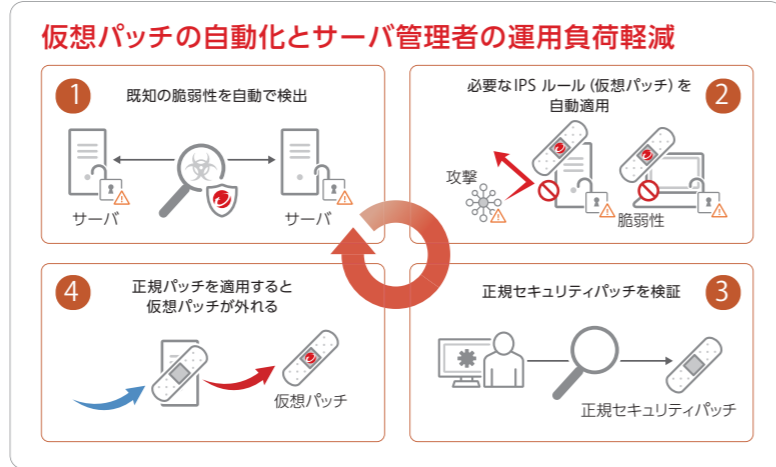 仮想パッチの自動化とサーバ管理者の運用負荷軽減
1
既知の脆弱性を自動で検出
サーバ
サーバ
2
必要なIPS ルール（仮想パッチ）を
自動適用
攻撃
脆弱性
3
正規セキュリティパッチを検証
正規セキュリティパッチ
4
正規パッチを適用すると
仮想パッチが外れる
仮想パッチ